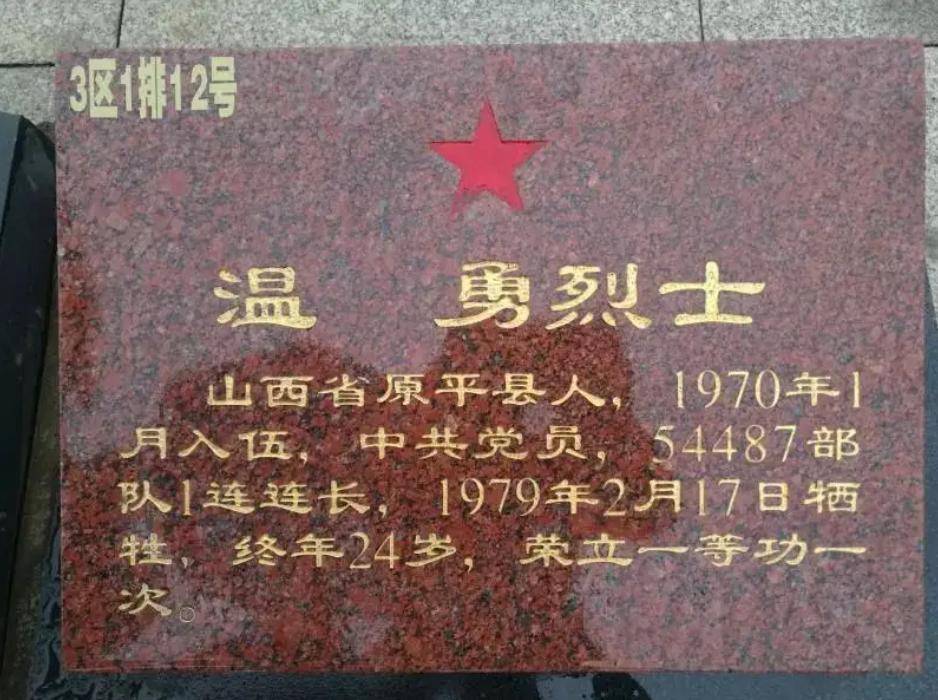 3区1排12号
温 勇烈士
山西省原平县人，1970年1
月入伍，中共党员，54487部
队1连连长，1979年2月17日牺
牲，终年24岁，荣立一等功一
次。